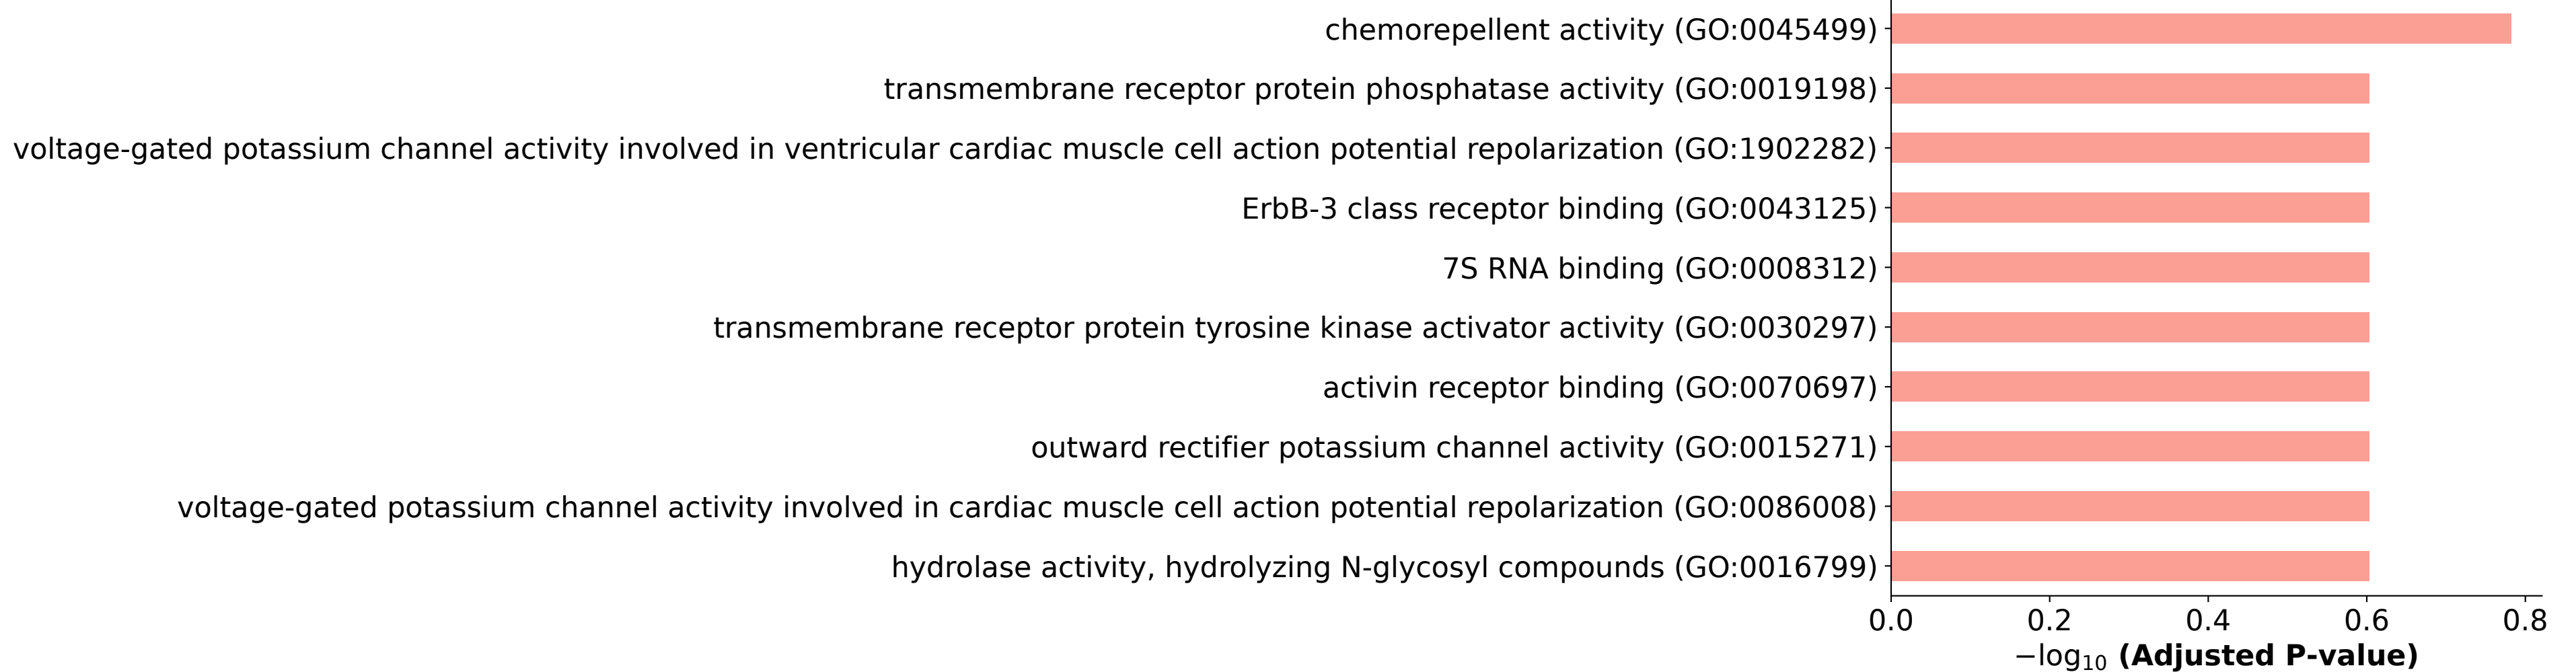 chemorepellent activity (GO:0045499)
transmembrane receptor protein phosphatase activity (GO:0019198)
voltage-gated potassium channel activity involved in ventricular cardiac muscle cell action potential repolarization (GO:1902282)
ErbB-3 class receptor binding (GO:0043125)
7S RNA binding (GO:0008312)
transmembrane receptor protein tyrosine kinase activator activity (GO:0030297)
activin receptor binding (GO:0070697)
outward rectifier potassium channel activity (GO:0015271)
voltage-gated potassium channel activity involved in cardiac muscle cell action potential repolarization (GO:0086008)
hydrolase activity, hydrolyzing N-glycosyl compounds (GO:0016799)
0.0 0.2 0.4 0.6 0.8
−log₁₀ (Adjusted P-value)